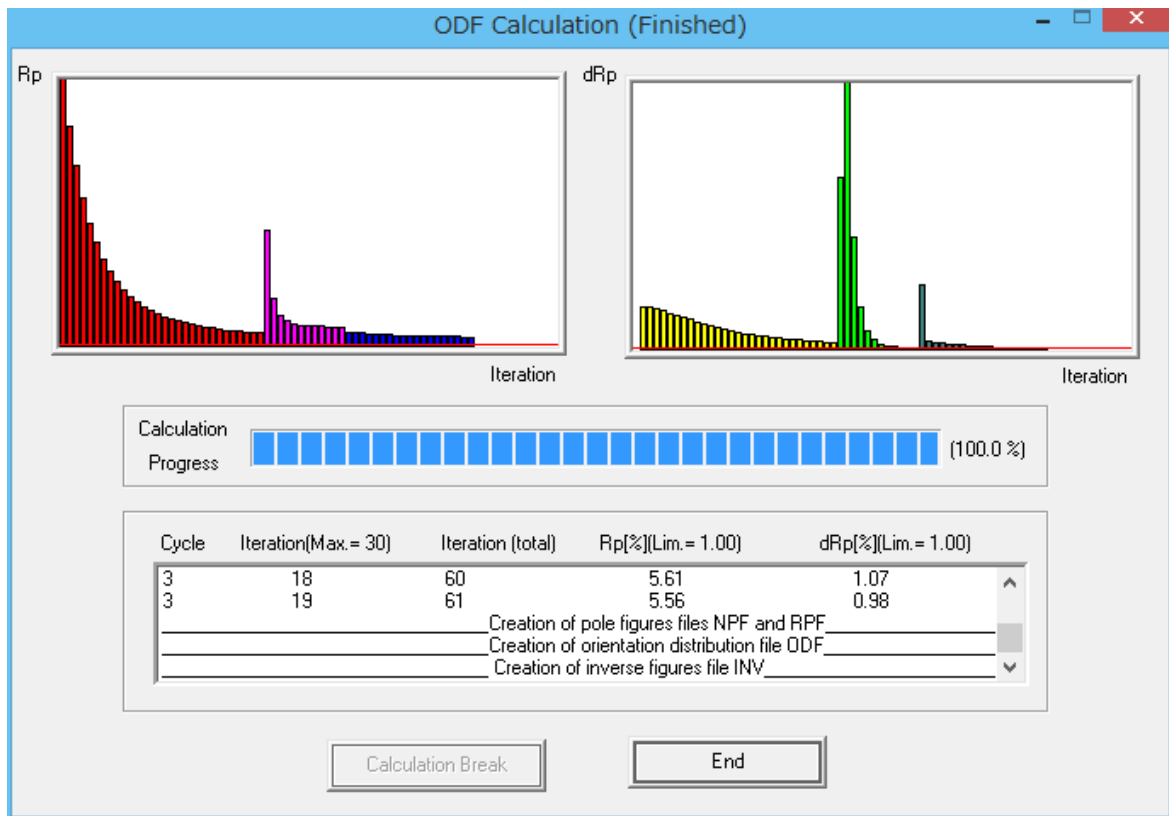 ODF Calculation (Finished)
Rp
dRp
Iteration
Iteration
Calculation
Progress
(100.0 %)
Cycle Iteration(Max.= 30) Iteration (total) Rp[%](Lim.= 1.00) dRp[%](Lim.= 1.00)
3 18 60 5.61 1.07
3 19 61 5.56 0.98
Creation of pole figures files NPF and RPF
Creation of orientation distribution file ODF
Creation of inverse figures file INV
Calculation Break
End